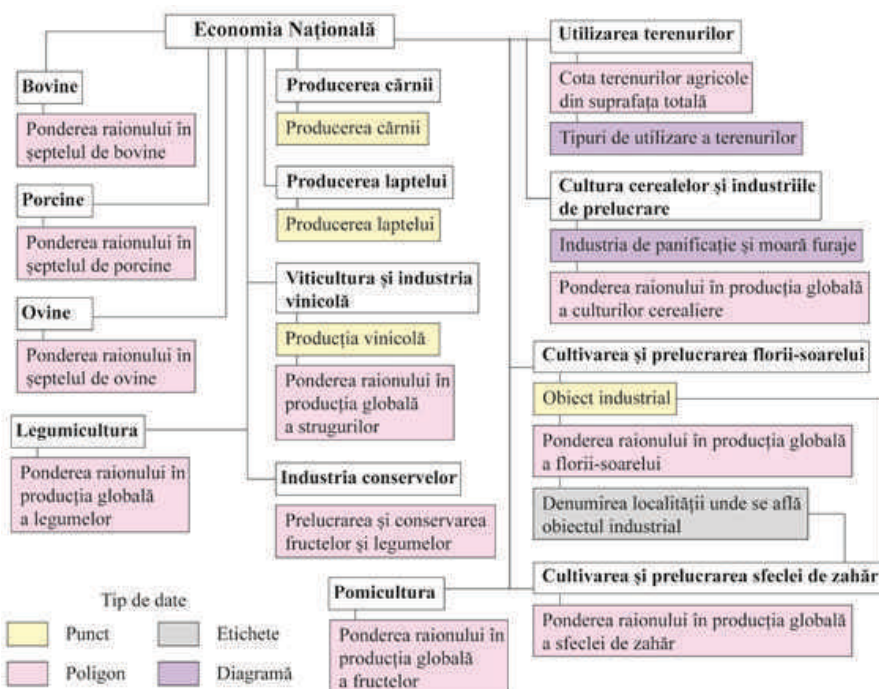 Economia Națională
Bovine
Ponderea raionului în
șeptelul de bovine
Porcine
Ponderea raionului în
șeptelul de porcine
Ovine
Ponderea raionului în
șeptelul de ovine
Legumicultura
Ponderea raionului în
producția globală
a legumelor
Producerea cărnii
Producerea cărnii
Producerea laptelui
Producerea laptelui
Viticultura și industria
vinicolă
Producția vinicolă
Ponderea raionului în
producția globală
a strugurilor
Industria conservelor
Prelucrarea și conservarea
fructelor și legumelor
Pomicultura
Ponderea raionului în
producția globală
a fructelor
Utilizarea terenurilor
Cota terenurilor agricole
din suprafața totală
Tipuri de utilizare a terenurilor
Cultura cerealelor și industriile
de prelucrare
Industria de panificație și moară furaje
Ponderea raionului în producția globală
a culturilor cerealiere
Cultivarea și prelucrarea florii-soarelui
Obiect industrial
Ponderea raionului în producția globală
a florii-soarelui
Denumirea localității unde se află
obiectul industrial
Cultivarea și prelucrarea sfeclei de zahăr
Ponderea raionului în producția globală
a sfeclei de zahăr
Tip de date
Punct
Etichete
Poligon
Diagramă